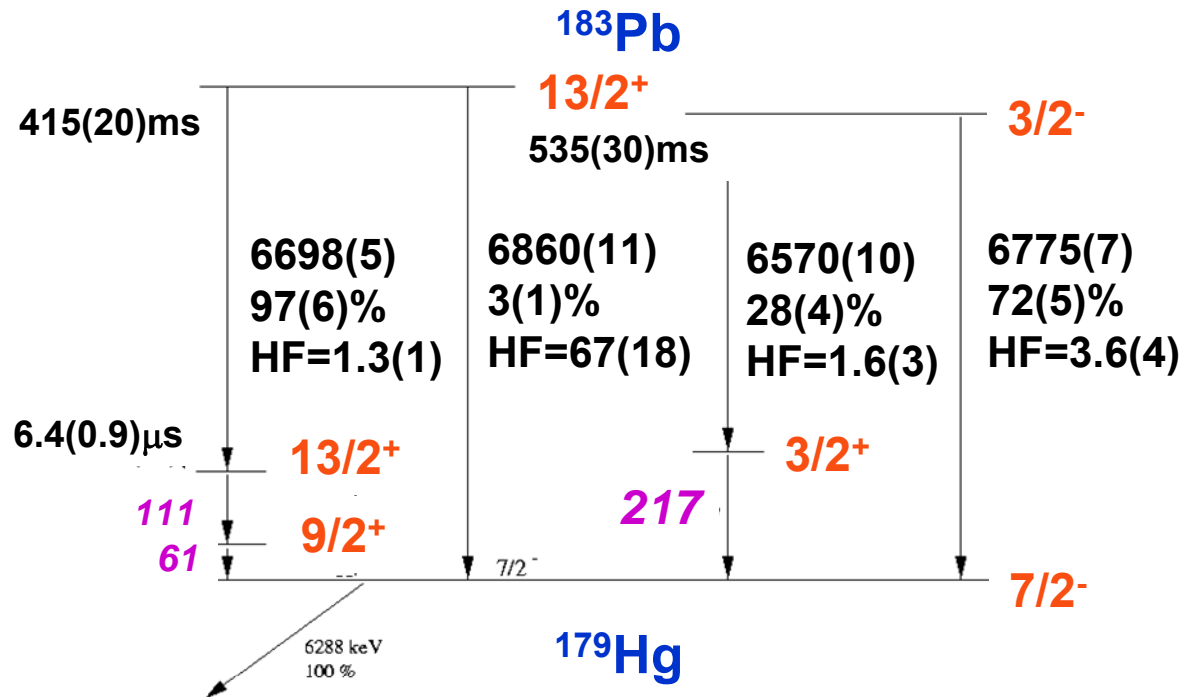 ¹⁸³Pb
13/2⁺
415(20)ms
3/2⁻
535(30)ms
6698(5)
97(6)%
HF=1.3(1)
6860(11)
3(1)%
HF=67(18)
6570(10)
28(4)%
HF=1.6(3)
6775(7)
72(5)%
HF=3.6(4)
6.4(0.9)μs
13/2⁺
3/2⁺
111
217
9/2⁺
61
7/2⁻
7/2⁻
6288 keV
100 %
¹⁷⁹Hg